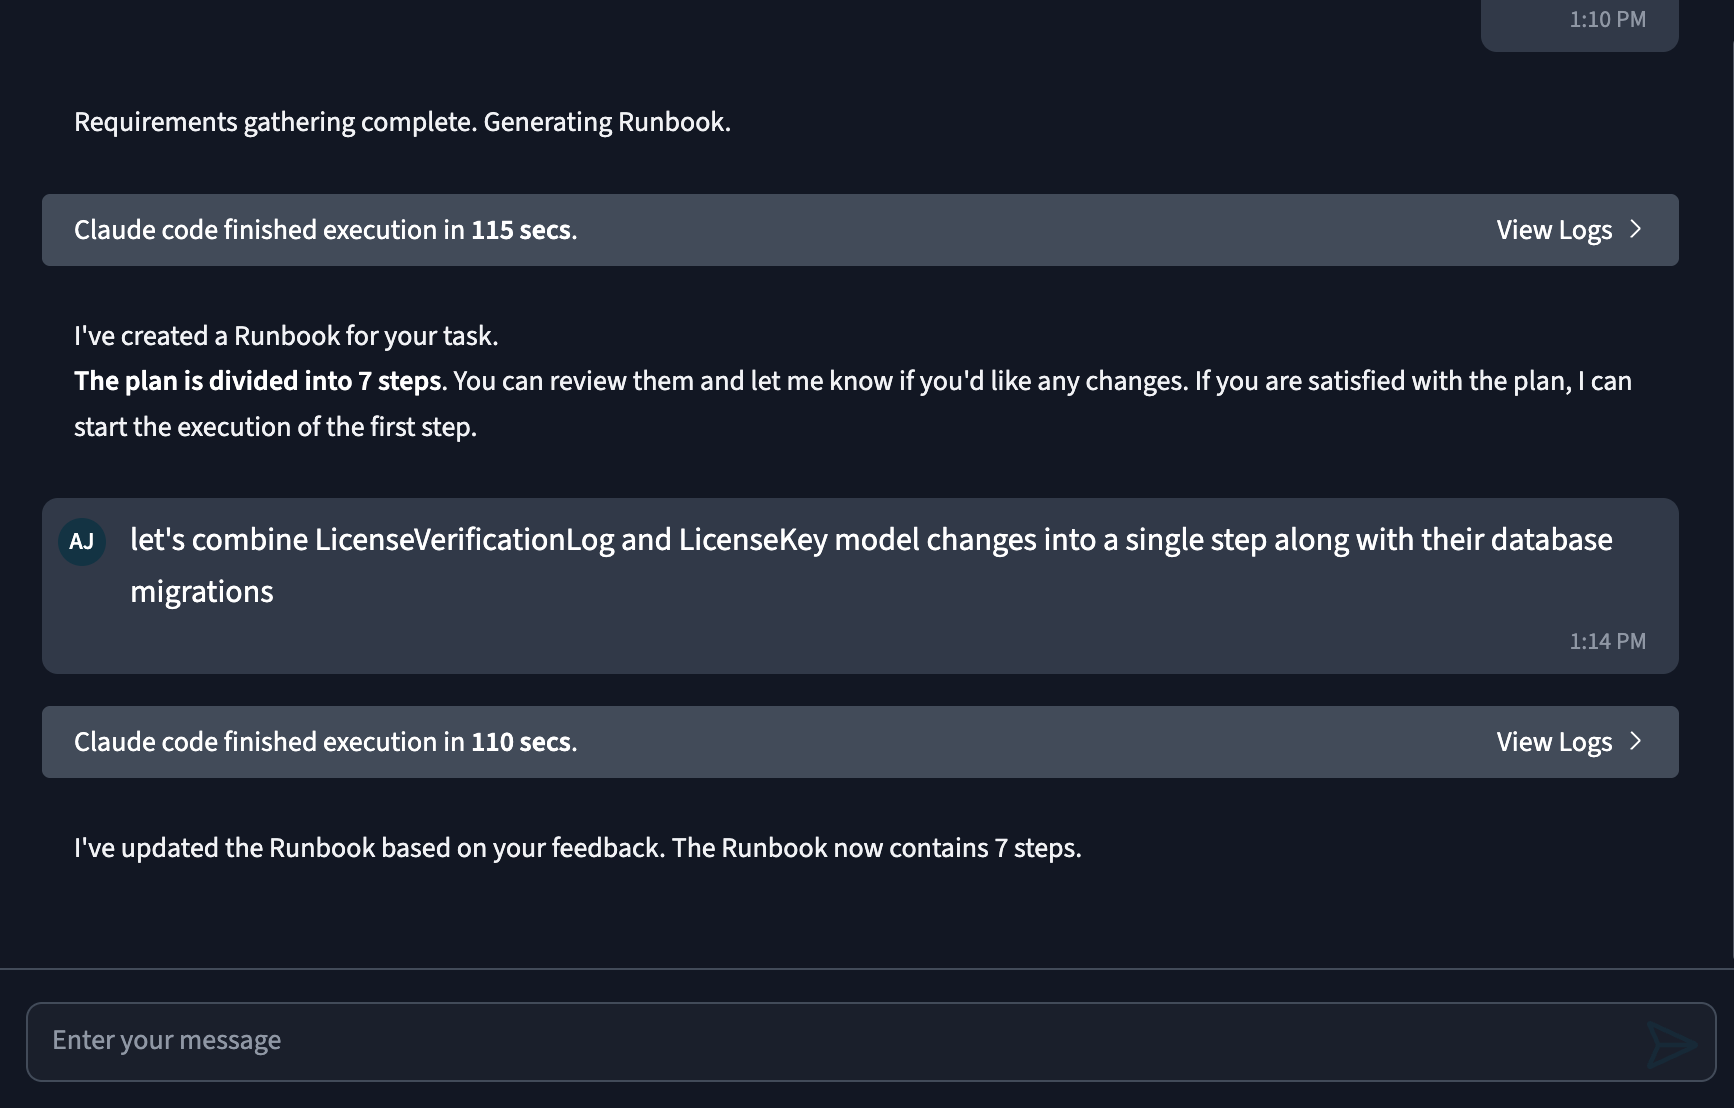 1:10 PM
Requirements gathering complete. Generating Runbook.
Claude code finished execution in 115 secs.
View Logs
I've created a Runbook for your task.
The plan is divided into 7 steps. You can review them and let me know if you'd like any changes. If you are satisfied with the plan, I can
start the execution of the first step.
AJ
let's combine LicenseVerificationLog and LicenseKey model changes into a single step along with their database
migrations
1:14 PM
Claude code finished execution in 110 secs.
View Logs
I've updated the Runbook based on your feedback. The Runbook now contains 7 steps.
Enter your message